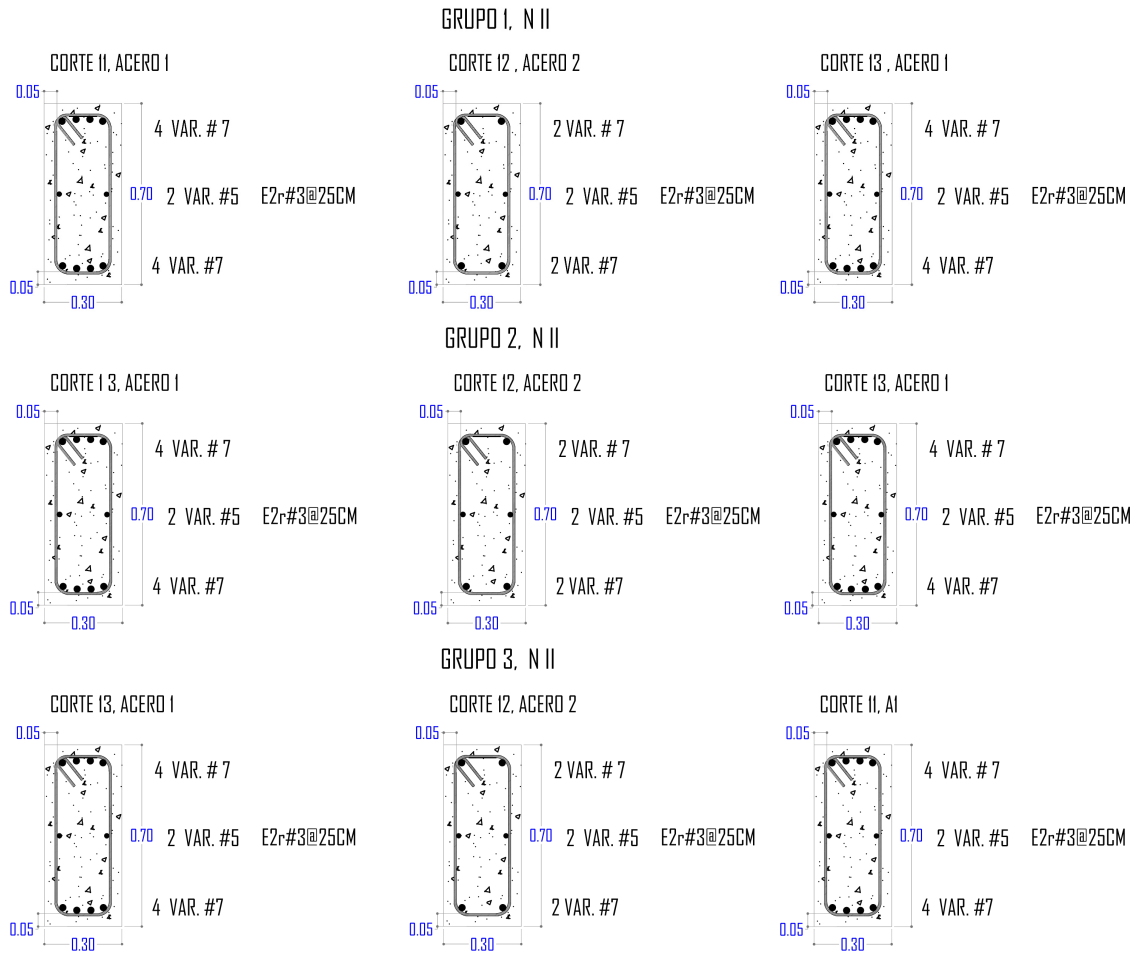 GRUPO 1, N II
CORTE 11, ACERO 1
CORTE 12 , ACERO 2
CORTE 13 , ACERO 1
0.05
0.05
0.05
4 VAR. # 7
2 VAR. # 7
4 VAR. # 7
0.70 2 VAR. #5 E2r#3@25CM
0.70 2 VAR. #5 E2r#3@25CM
0.70 2 VAR. #5 E2r#3@25CM
4 VAR. #7
2 VAR. #7
4 VAR. #7
0.05
0.05
0.05
0.30
0.30
0.30
GRUPO 2, N II
CORTE 1 3, ACERO 1
CORTE 12, ACERO 2
CORTE 13, ACERO 1
0.05
0.05
0.05
4 VAR. # 7
2 VAR. # 7
4 VAR. # 7
0.70 2 VAR. #5 E2r#3@25CM
0.70 2 VAR. #5 E2r#3@25CM
0.70 2 VAR. #5 E2r#3@25CM
4 VAR. #7
2 VAR. #7
4 VAR. #7
0.05
0.05
0.05
0.30
0.30
0.30
GRUPO 3, N II
CORTE 13, ACERO 1
CORTE 12, ACERO 2
CORTE 11, A1
0.05
0.05
0.05
4 VAR. # 7
2 VAR. # 7
4 VAR. # 7
0.70 2 VAR. #5 E2r#3@25CM
0.70 2 VAR. #5 E2r#3@25CM
0.70 2 VAR. #5 E2r#3@25CM
4 VAR. #7
2 VAR. #7
4 VAR. #7
0.05
0.05
0.05
0.30
0.30
0.30